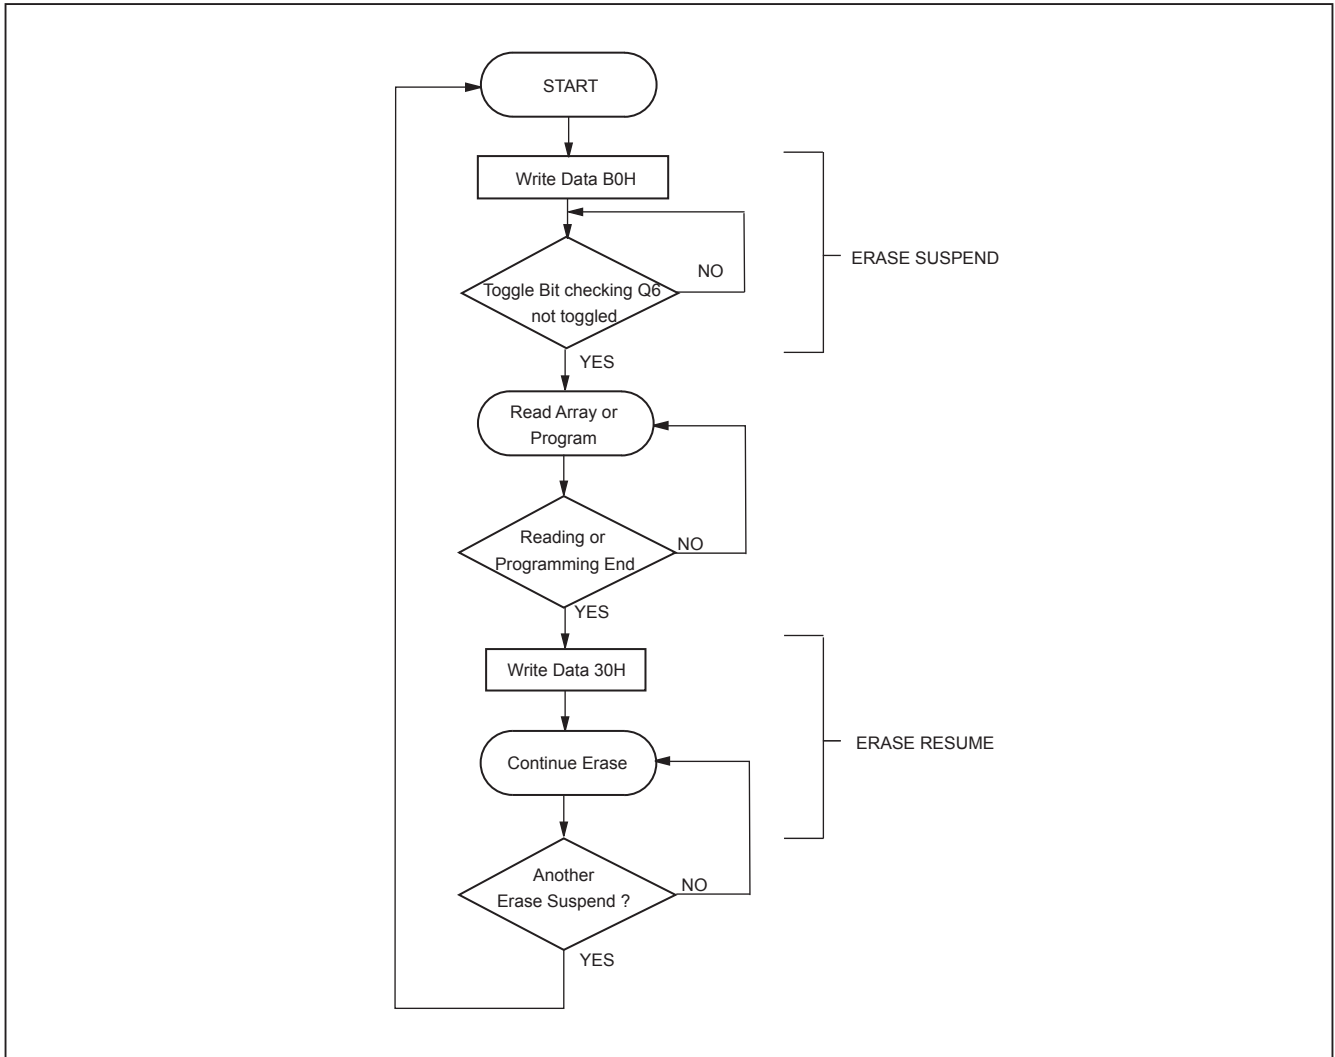 START
Write Data B0H
ERASE SUSPEND
NO
Toggle Bit checking Q6
not toggled
YES
Read Array or
Program
Reading or
Programming End
NO
YES
Write Data 30H
ERASE RESUME
Continue Erase
Another
Erase Suspend ?
NO
YES